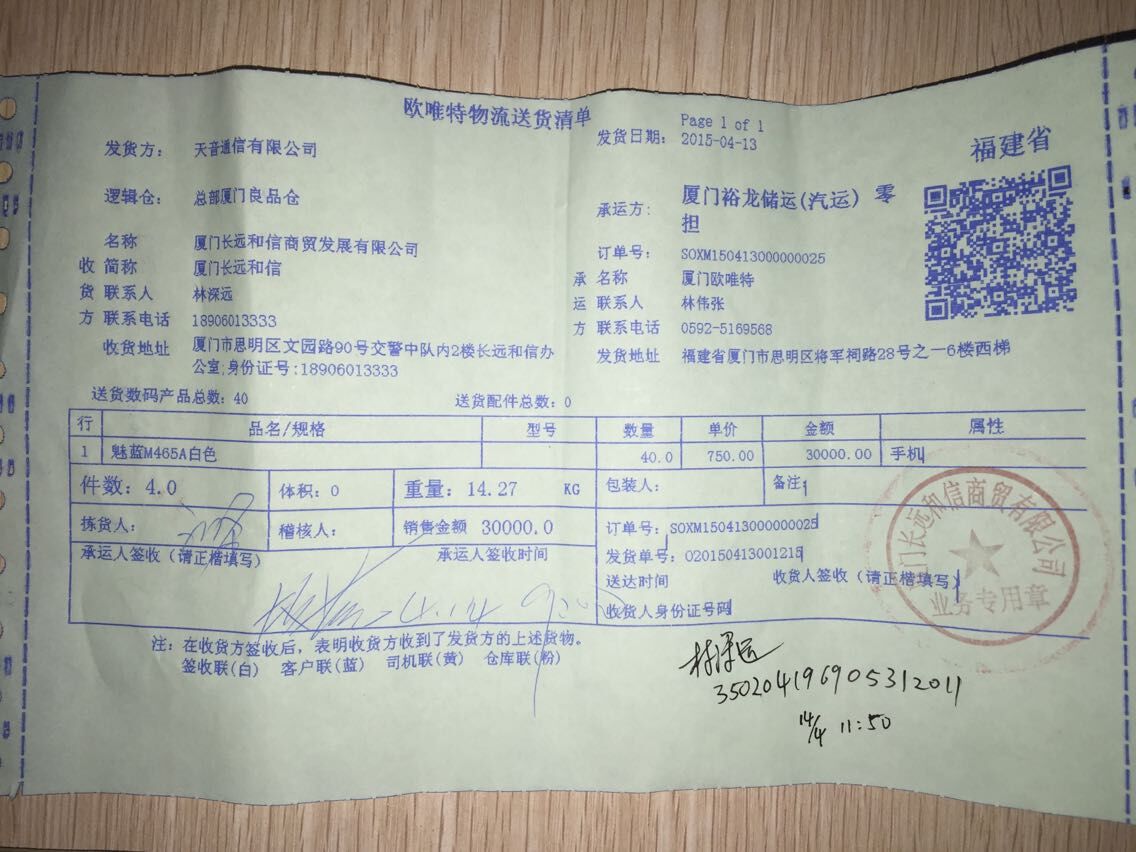 欧唯特物流送货清单
Page 1 of 1
发货方： 天音通信有限公司 发货日期： 2015-04-13
福建省
逻辑仓： 总部厦门良品仓 承运方： 厦门裕龙储运(汽运) 零担
收货方 名称 厦门长远和信商贸发展有限公司 订单号： SOXM150413000000025
简称 厦门长远和信 承运方 名称 厦门欧唯特
联系人 林深远 联系人 林伟张
联系电话 18906013333 联系电话 0592-5169568
收货地址 厦门市思明区文园路90号交警中队内2楼长远和信办
公室;身份证号:18906013333
发货地址 福建省厦门市思明区将军祠路28号之一6楼西梯
送货数码产品总数：40 送货配件总数：0
行 品名/规格 型号 数量 单价 金额 属性
1 魅蓝M465A白色 40.0 750.00 30000.00 手机
件数：4.0 体积：0 重量：14.27 KG 包装人： 备注：
拣货人： 稽核人： 销售金额 30000.0 订单号：SOXM150413000000025
承运人签收（请正楷填写） 承运人签收时间 发货单号：020150413001215
送达时间 收货人签收（请正楷填写）
收货人身份证号码
4.14
厦门长远和信商贸有限公司
业务专用章
注：在收货方签收后，表明收货方收到了发货方的上述货物。
签收联(白) 客户联(蓝) 司机联(黄) 仓库联(粉)
林深远
350204196905312011
14/4 11:50